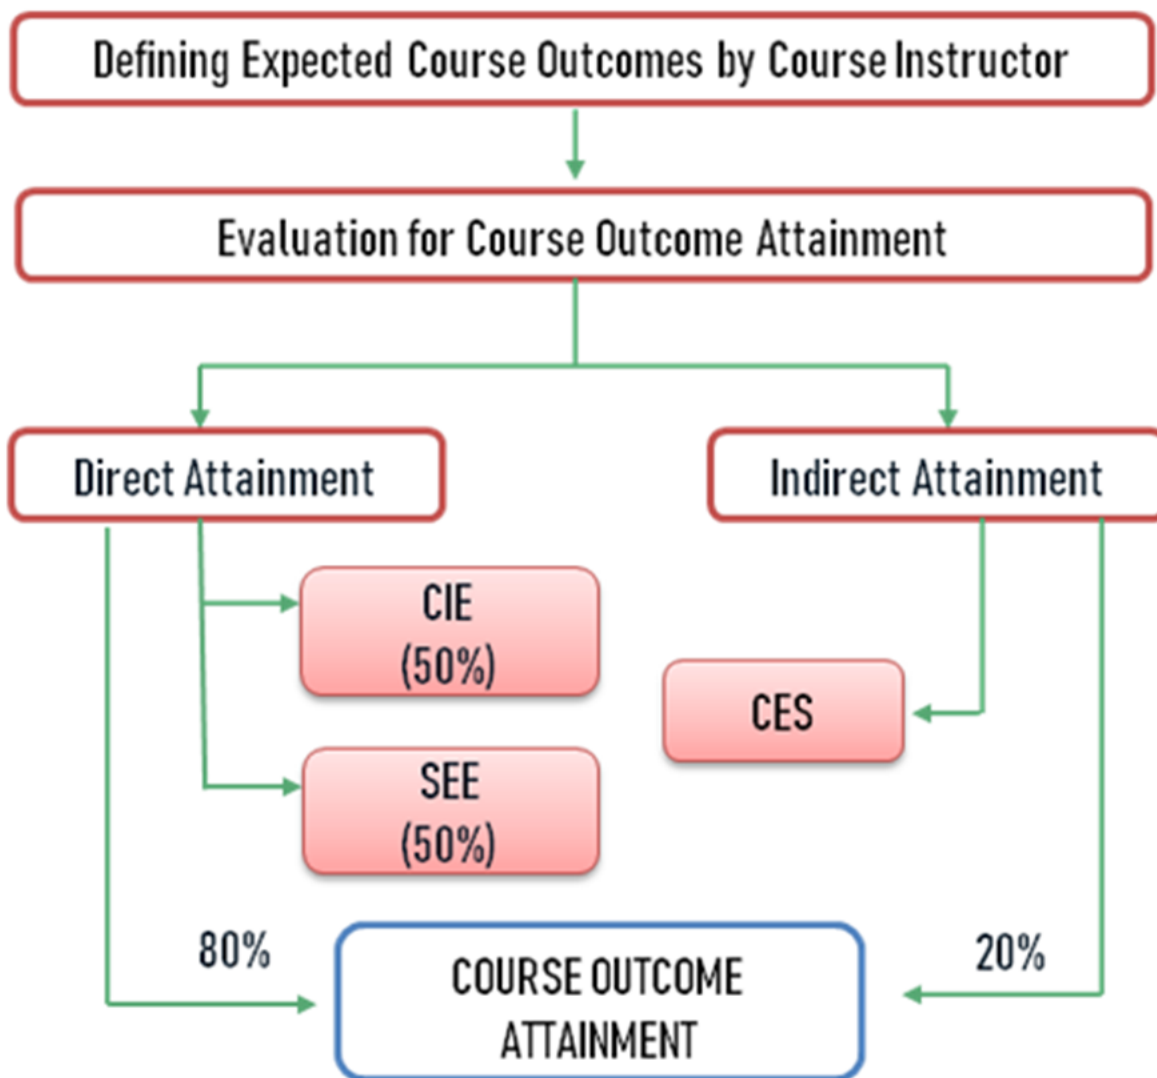 Defining Expected Course Outcomes by Course Instructor
Evaluation for Course Outcome Attainment
Direct Attainment
Indirect Attainment
CIE
(50%)
CES
SEE
(50%)
80%
20%
COURSE OUTCOME
ATTAINMENT